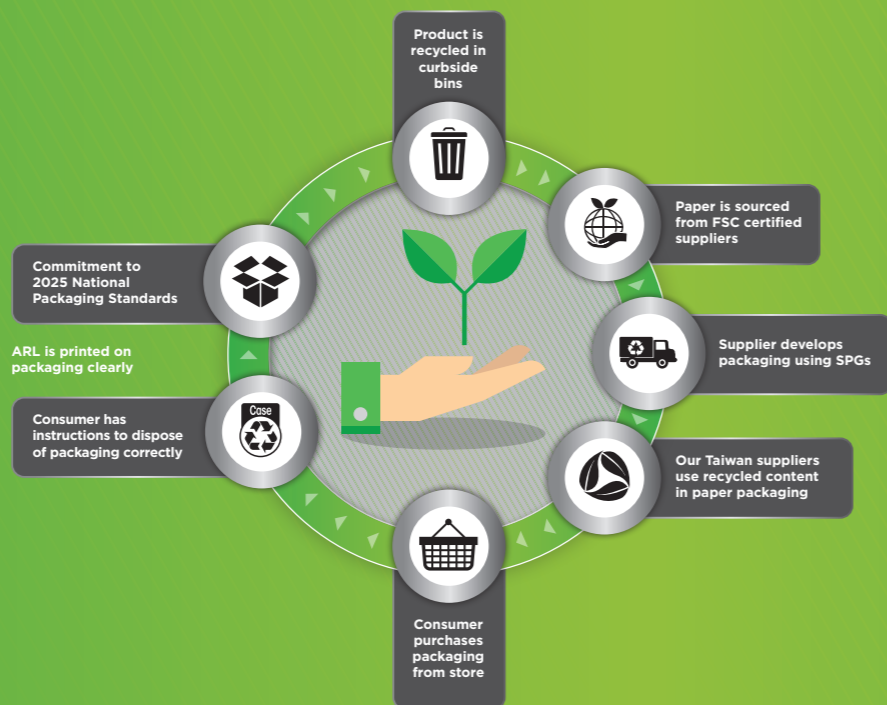 Product is
recycled in
curbside
bins
Paper is sourced
from FSC certified
suppliers
Supplier develops
packaging using SPGs
Our Taiwan suppliers
use recycled content
in paper packaging
Consumer
purchases
packaging
from store
Case
Consumer has
instructions to dispose
of packaging correctly
ARL is printed on
packaging clearly
Commitment to
2025 National
Packaging Standards